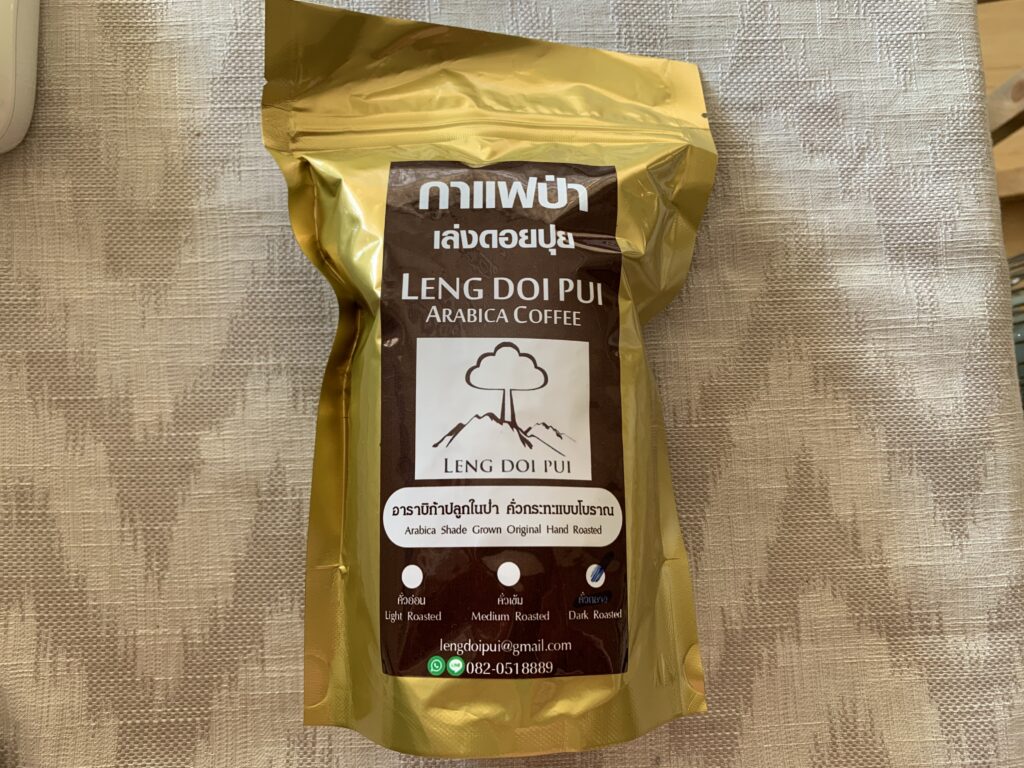 กาแฟป่า
เล่งดอยปุย
LENG DOI PUI
ARABICA COFFEE
LENG DOI PUI
อาราบิก้าปลูกในป่า คั่วกระทะแบบโบราณ
Arabica Shade Grown Original Hand Roasted
คั่วอ่อน คั่วเข้ม
Light Roasted Medium Roasted Dark Roasted
lengdoipui@gmail.com
082-0518889